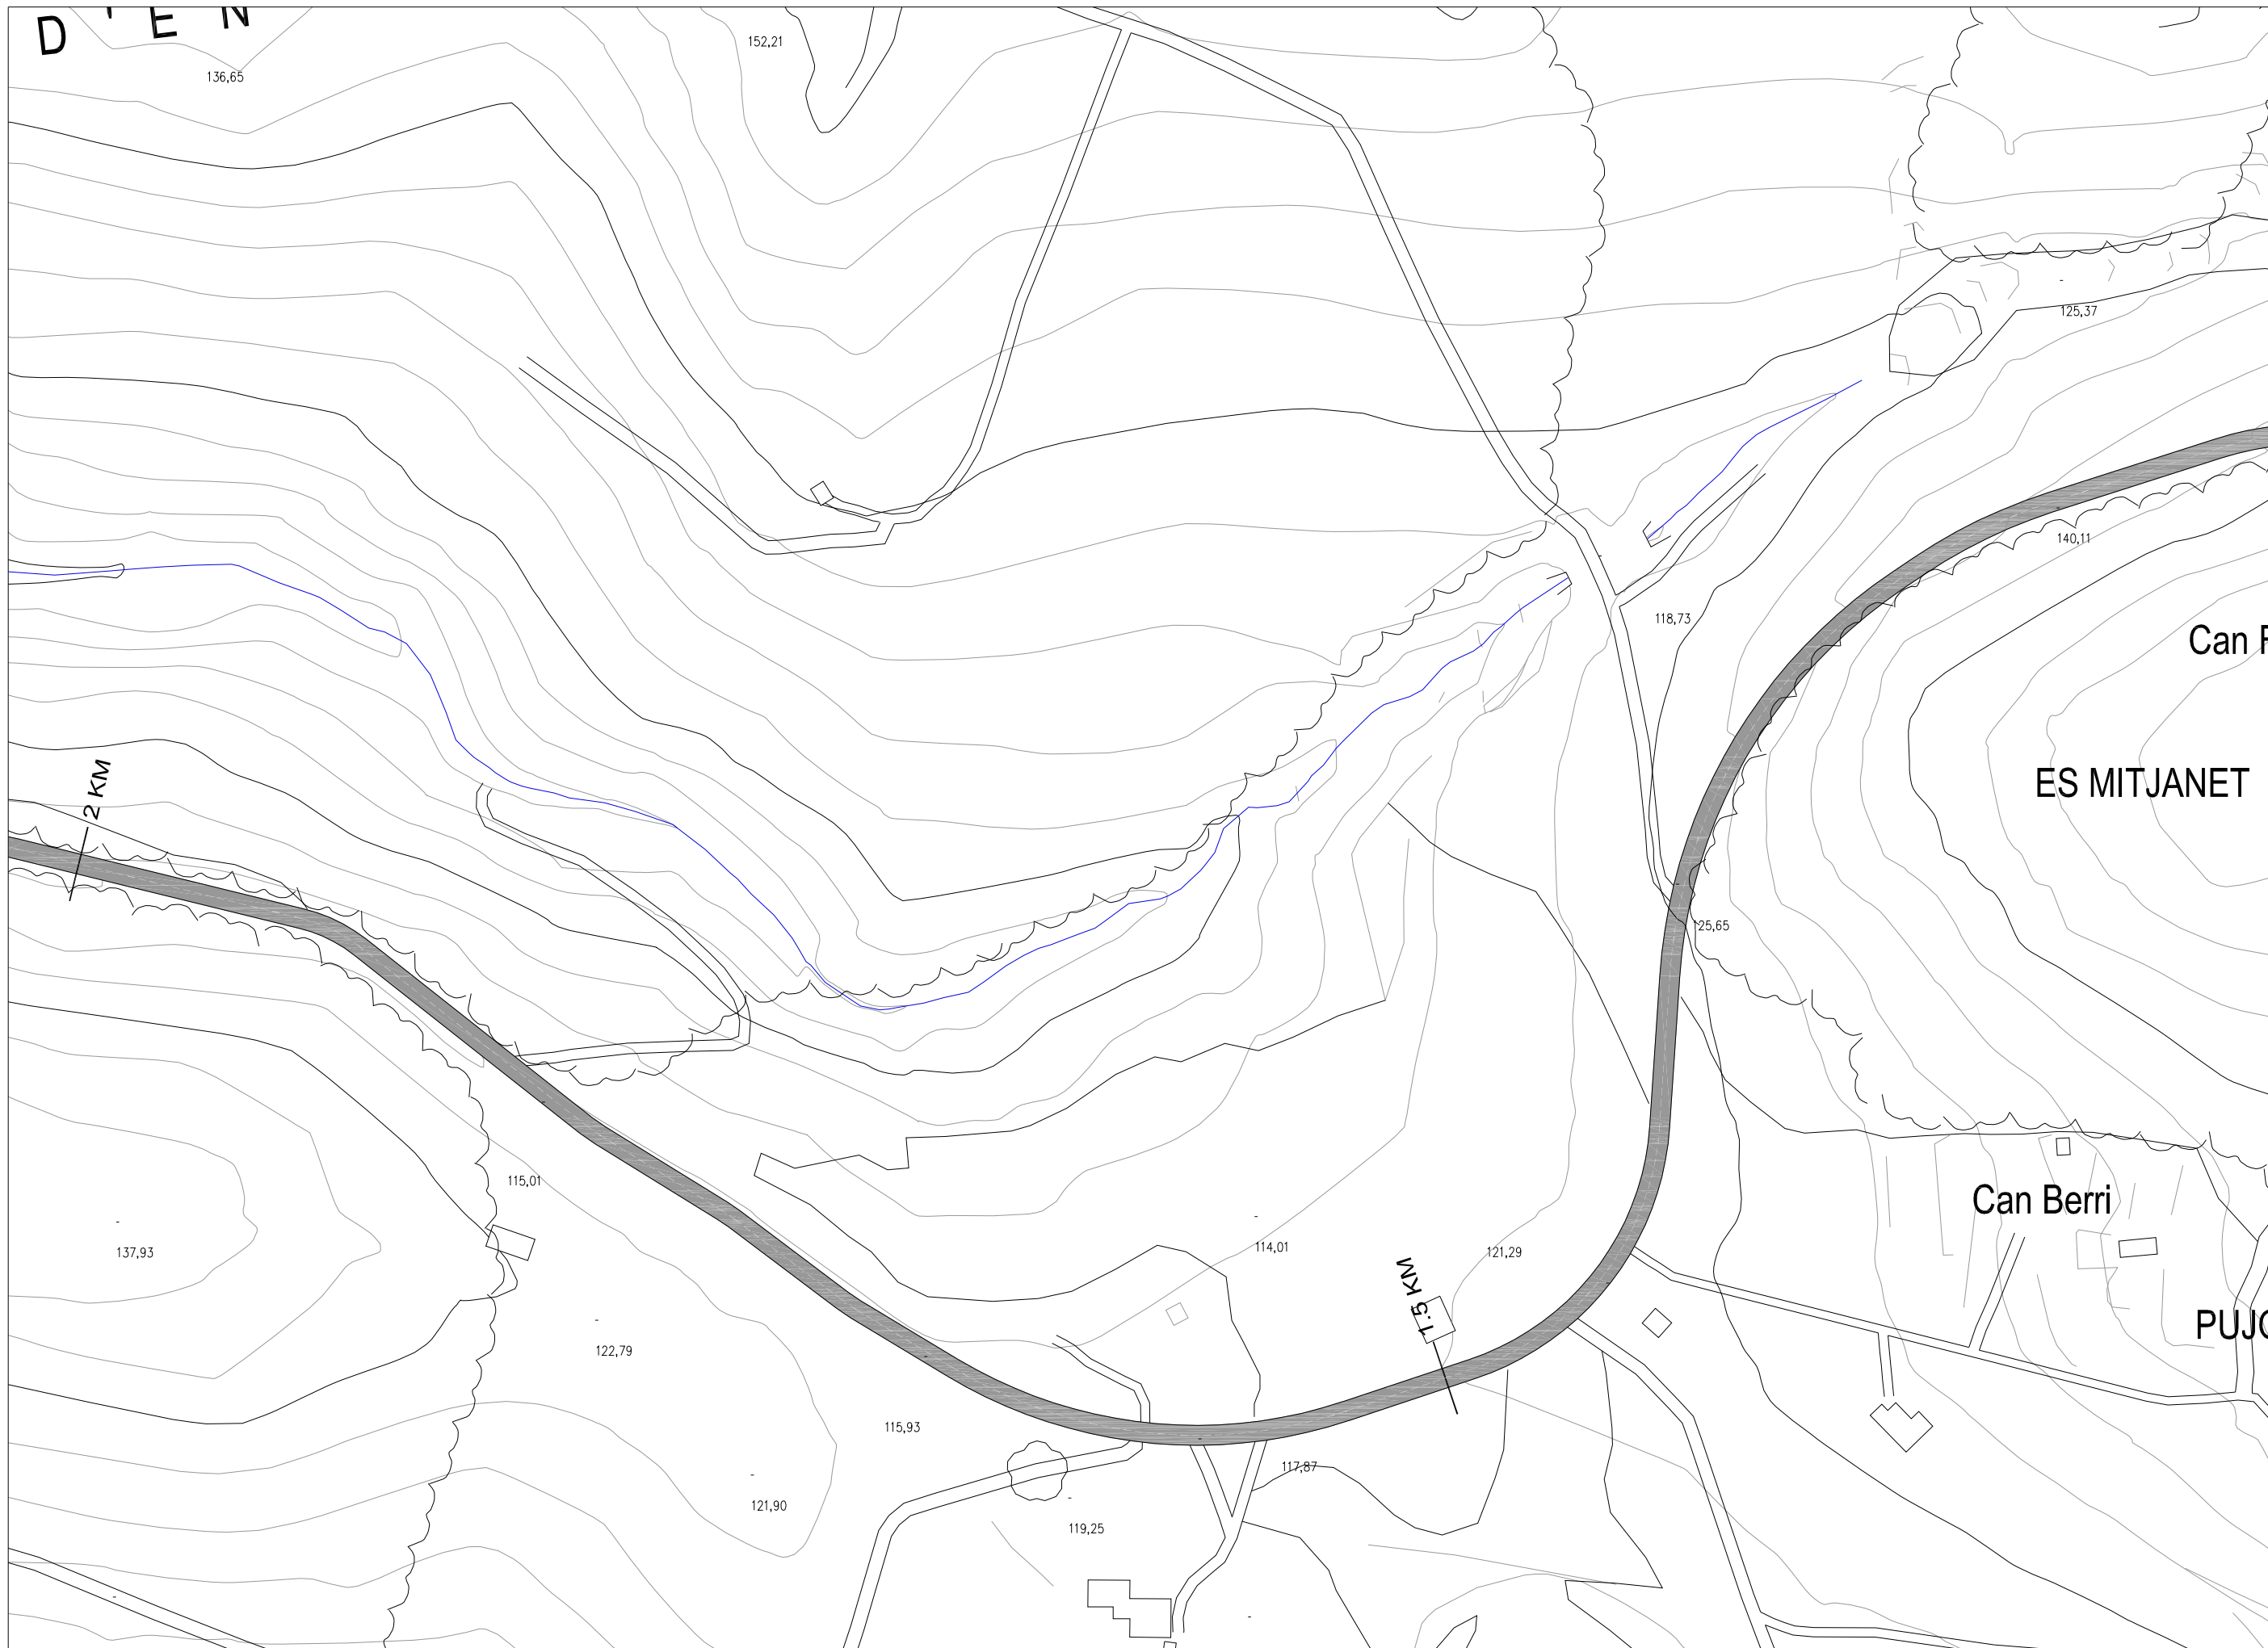 D ' E N
152,21
136,65
125,37
140,11
118,73
Can
ES MITJANET
2 KM
25,65
115,01
Can Berri
137,93
114,01
121,29
1.5 KM
122,79
115,93
117,87
121,90
119,25